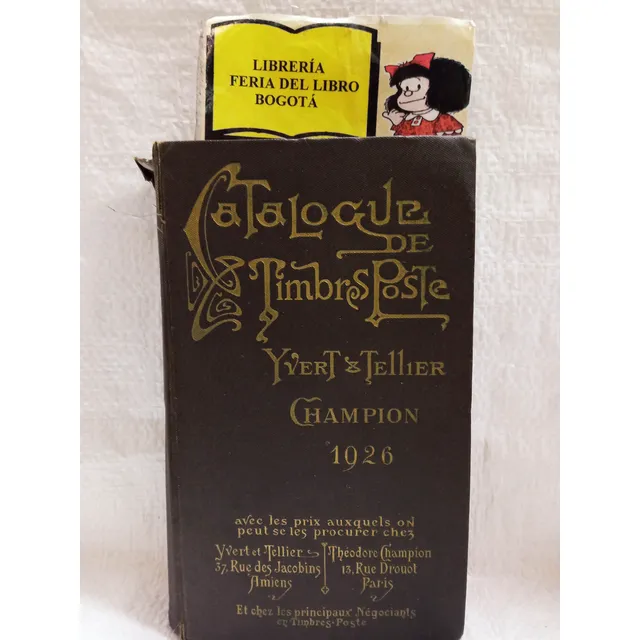 LIBRERÍA
FERIA DEL LIBRO
BOGOTÁ
CATALOGUE
DE
TIMBRES POSTE
YVERT & TELLIER
CHAMPION
1926
avec les prix auxquels on
peut se les procurer chez
Yvert et Tellier
37, Rue des Jacobins
Amiens
Théodore Champion
13, Rue Drouot
Paris
Et chez les principaux Négociants
en Timbres-Poste